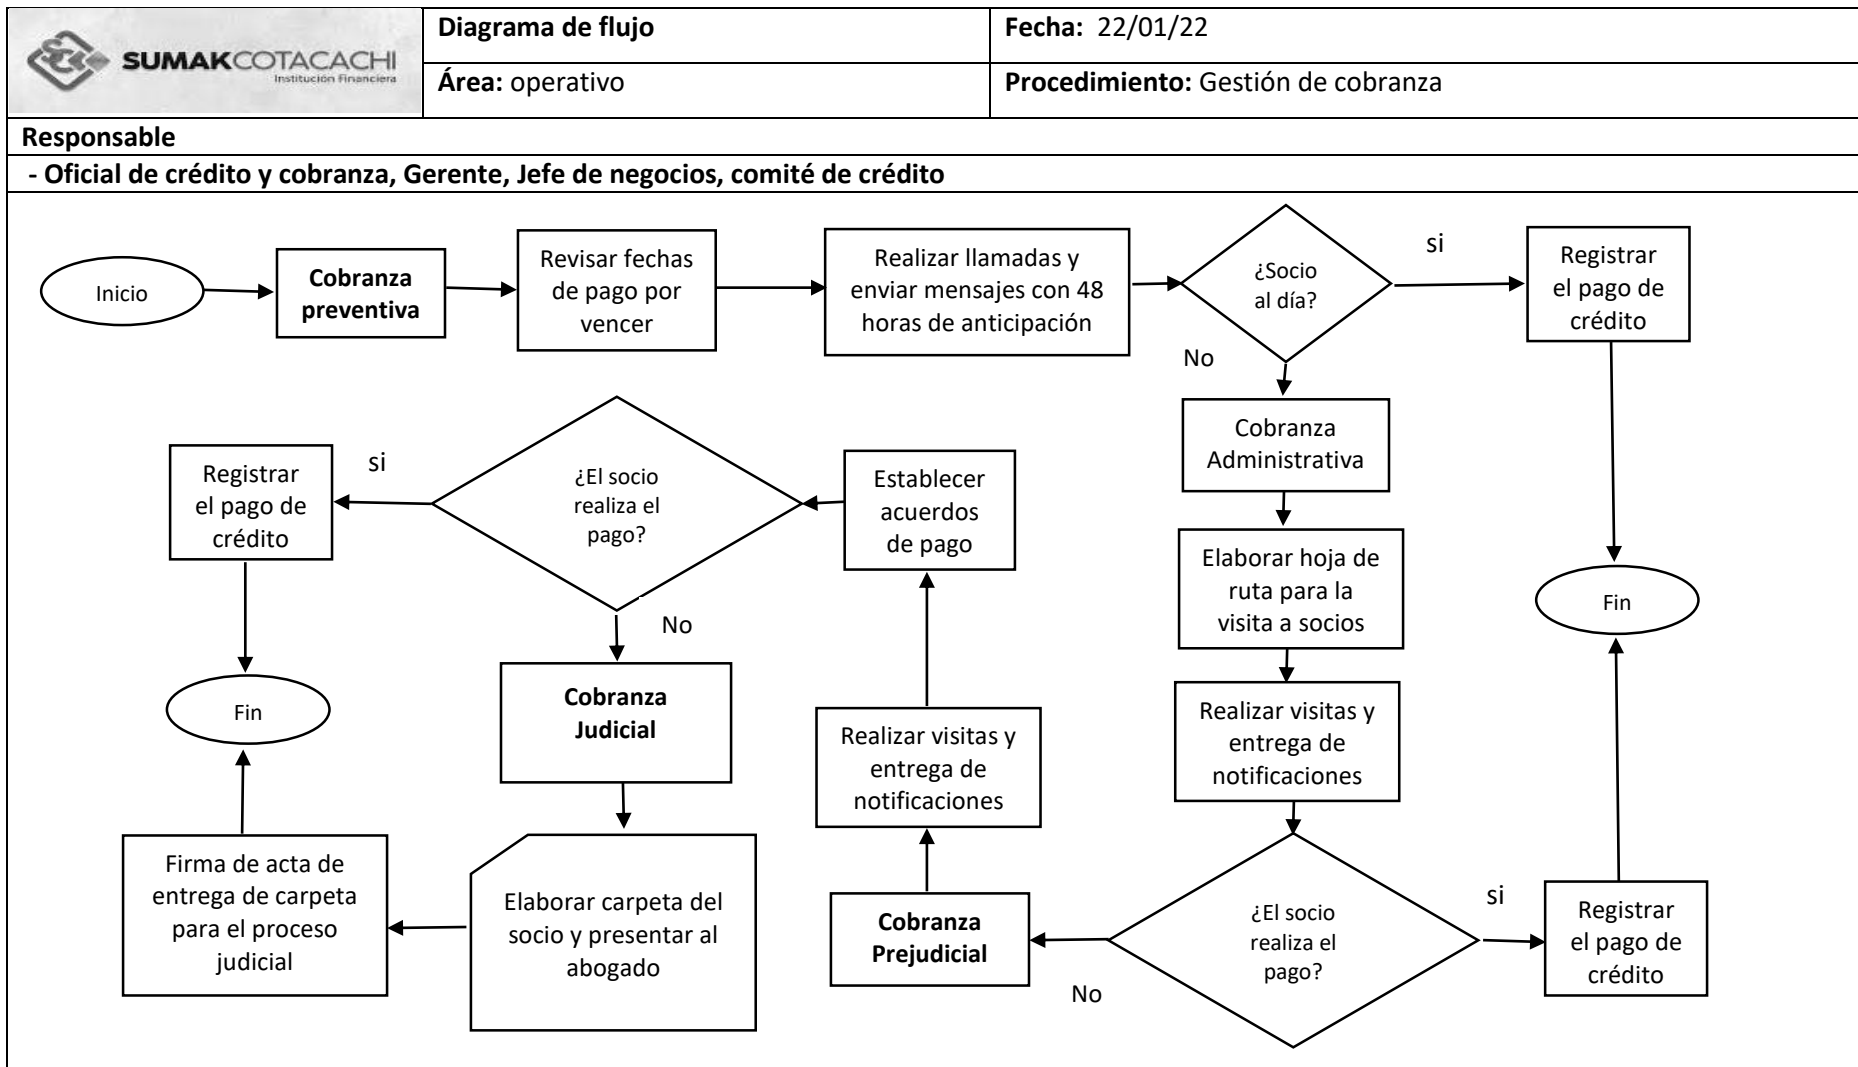 SUMAKCOTACACHI
Institución Financiera
Diagrama de flujo
Fecha: 22/01/22
Área: operativo
Procedimiento: Gestión de cobranza
Responsable
- Oficial de crédito y cobranza, Gerente, Jefe de negocios, comité de crédito
Inicio
Cobranza
preventiva
Revisar fechas
de pago por
vencer
Realizar llamadas y
enviar mensajes con 48
horas de anticipación
¿Socio
al día?
si
Registrar
el pago de
crédito
No
Cobranza
Administrativa
Elaborar hoja de
ruta para la
visita a socios
Fin
Realizar visitas y
entrega de
notificaciones
¿El socio
realiza el
pago?
si
Registrar
el pago de
crédito
No
Cobranza
Prejudicial
Realizar visitas y
entrega de
notificaciones
Establecer
acuerdos
de pago
¿El socio
realiza el
pago?
si
Registrar
el pago de
crédito
Fin
No
Cobranza
Judicial
Elaborar carpeta del
socio y presentar al
abogado
Firma de acta de
entrega de carpeta
para el proceso
judicial